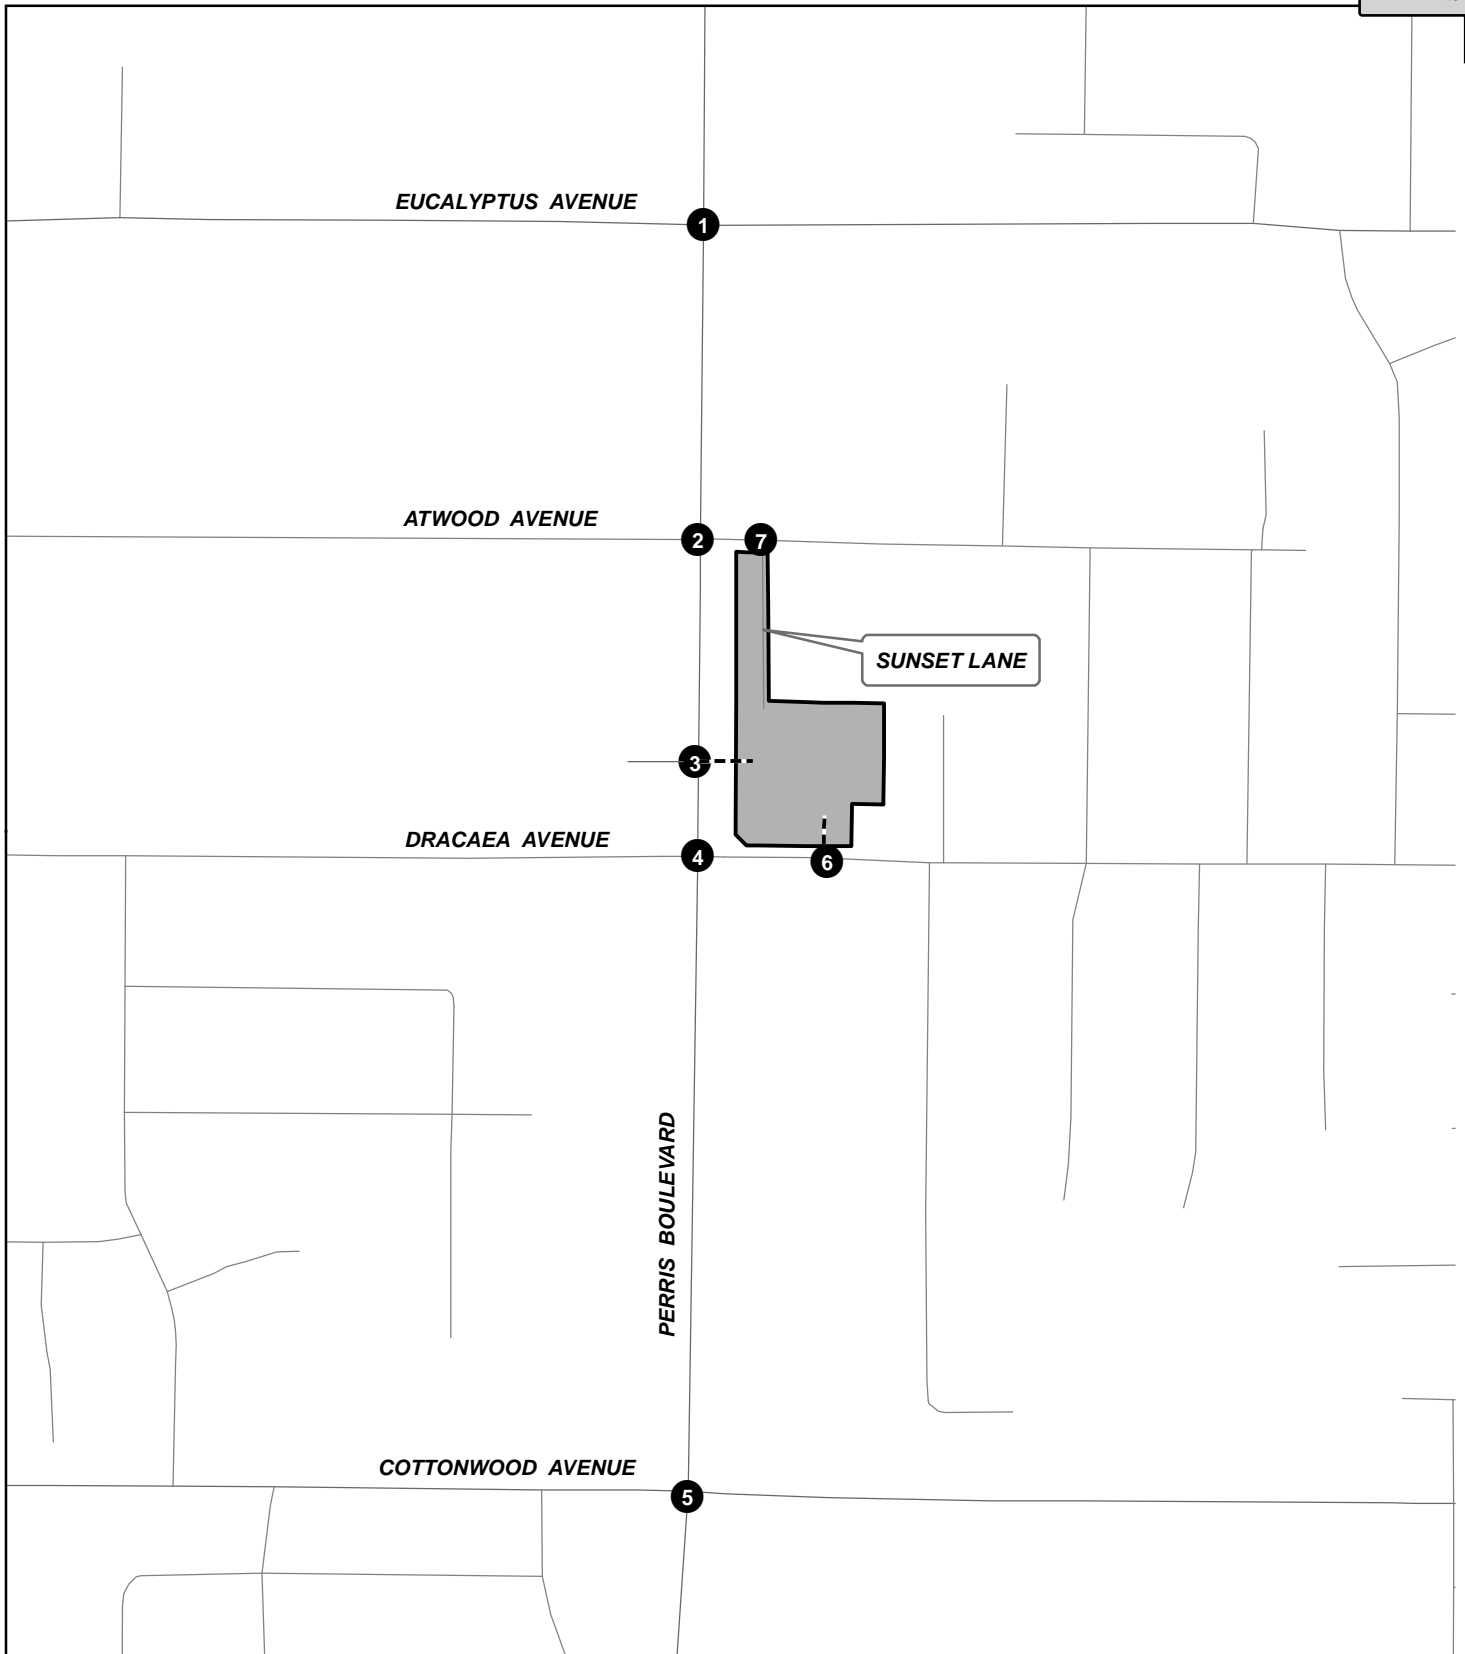 EUCALYPTUS AVENUE
1
ATWOOD AVENUE
2
7
SUNSET LANE
3
DRACAEA AVENUE
4
6
PERRIS BOULEVARD
COTTONWOOD AVENUE
5